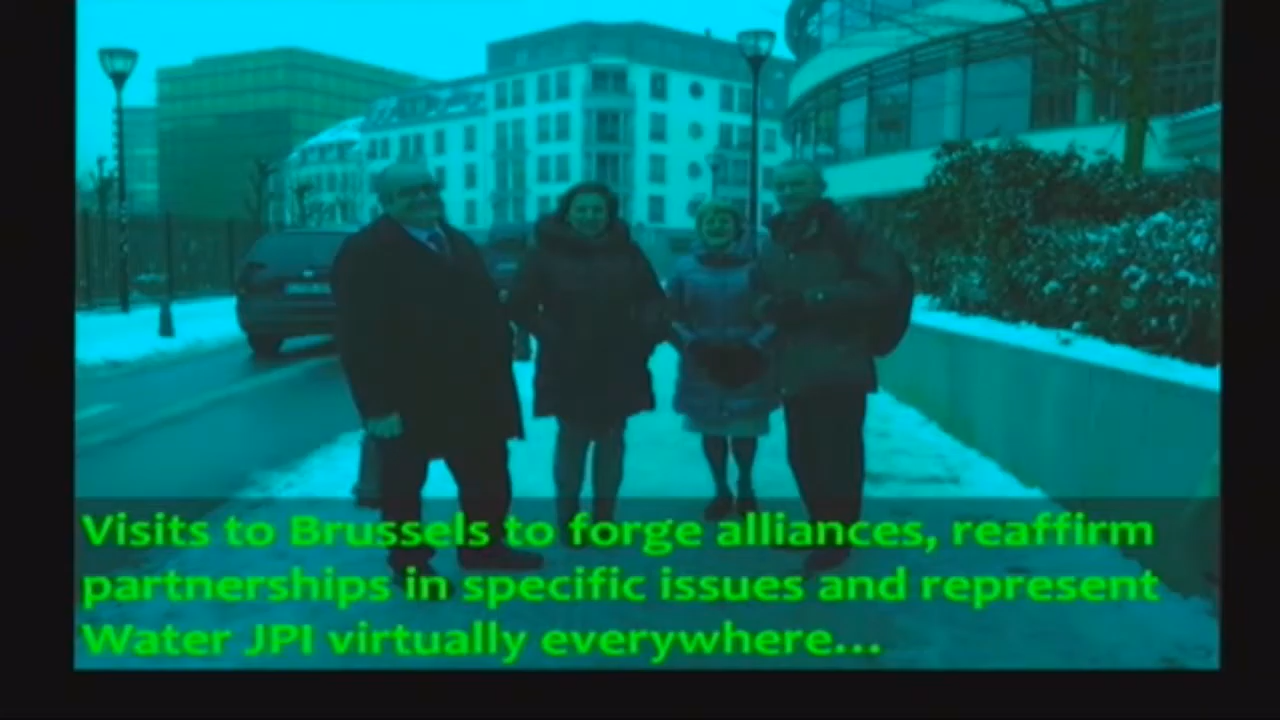 Visits to Brussels to forge alliances, reaffirm
partnerships in specific issues and represent
Water JPI virtually everywhere...